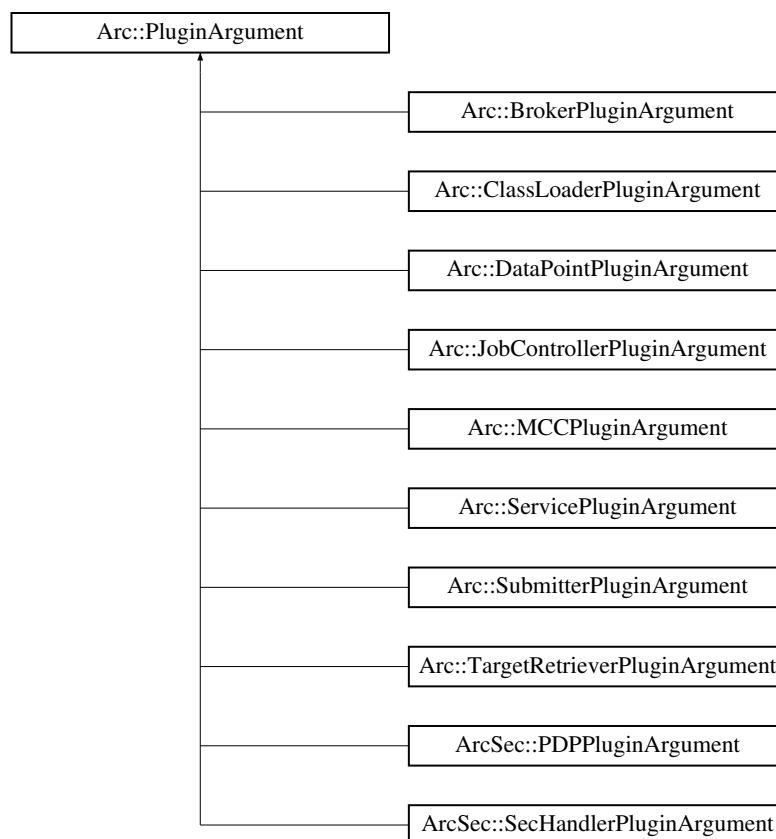 Arc::PluginArgument
Arc::BrokerPluginArgument
Arc::ClassLoaderPluginArgument
Arc::DataPointPluginArgument
Arc::JobControllerPluginArgument
Arc::MCCPluginArgument
Arc::ServicePluginArgument
Arc::SubmitterPluginArgument
Arc::TargetRetrieverPluginArgument
ArcSec::PDPPluginArgument
ArcSec::SecHandlerPluginArgument